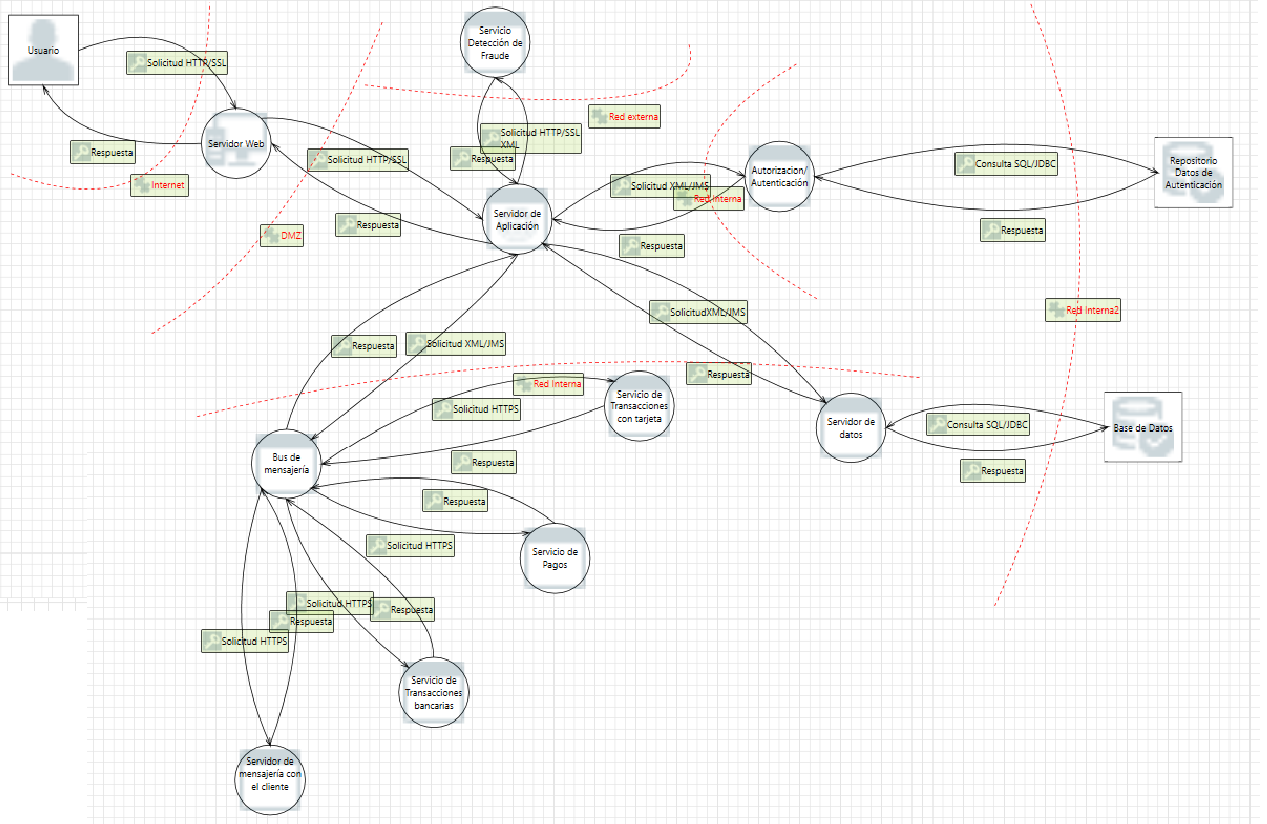 Servicio
Detección de
Fraude
Usuario
Solicitud HTTP/SSL
Red externa
Solicitud HTTP/SSL
XML
Servidor Web
Respuesta
Respuesta
Solicitud HTTP/SSL
Internet
Autorizacion/
Autenticación
Consulta SQL/JDBC
Repositorio
Datos de
Autenticación
Solicitud XML/JMS
Red Interna
Servidor de
Aplicación
Respuesta
DMZ
Respuesta
Respuesta
SolicitudXML/JMS
Red Interna2
Respuesta
Solicitud XML/JMS
Respuesta
Red Interna
Servicio de
Transacciones
con tarjeta
Solicitud HTTPS
Servidor de
datos
Consulta SQL/JDBC
Base de Datos
Respuesta
Bus de
mensajería
Respuesta
Respuesta
Solicitud HTTPS
Servicio de
Pagos
Solicitud HTTPS
Respuesta
Respuesta
Solicitud HTTPS
Servicio de
Transacciones
bancarias
Servidor de
mensajería con
el cliente